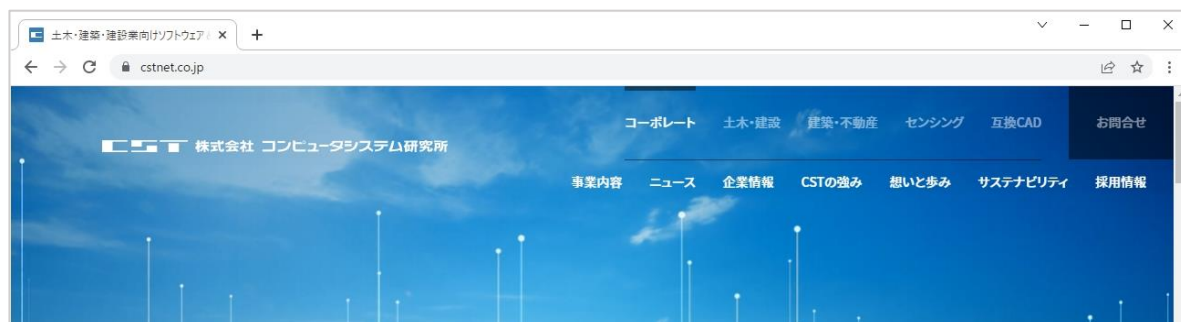 土木・建築・建設業向けソフトウェア
cstnet.co.jp
コーポレート 土木・建設 建築・不動産 センシング 互換CAD お問合せ
CST 株式会社 コンピュータシステム研究所
事業内容 ニュース 企業情報 CSTの強み 想いと歩み サステナビリティ 採用情報